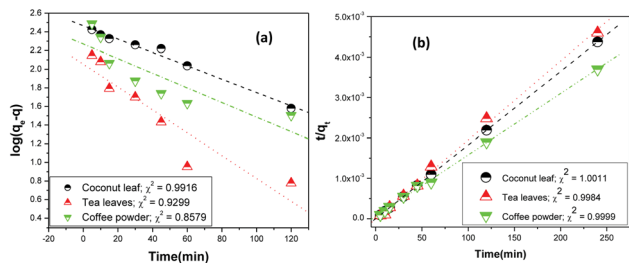 (a)
log(qe-q)
2.6
2.4
2.2
2.0
1.8
1.6
1.4
1.2
1.0
0.8
0.6
0.4
Coconut leaf; χ² = 0.9916
Tea leaves; χ² = 0.9299
Coffee powder; χ² = 0.8579
-20 0 20 40 60 80 100 120 140
Time(min)
(b)
t/qt
5.0x10⁻³
4.0x10⁻³
3.0x10⁻³
2.0x10⁻³
1.0x10⁻³
0.0
Coconut leaf; χ² = 1.0011
Tea leaves; χ² = 0.9984
Coffee powder; χ² = 0.9999
0 50 100 150 200 250
Time(min)